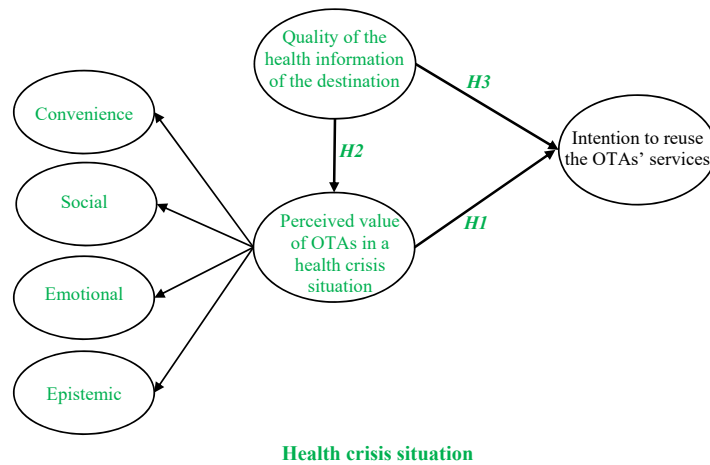 Quality of the
health information
of the destination
Convenience
H3
Intention to reuse
the OTAs’ services
H2
Social
Perceived value
of OTAs in a
health crisis
situation
H1
Emotional
Epistemic
Health crisis situation